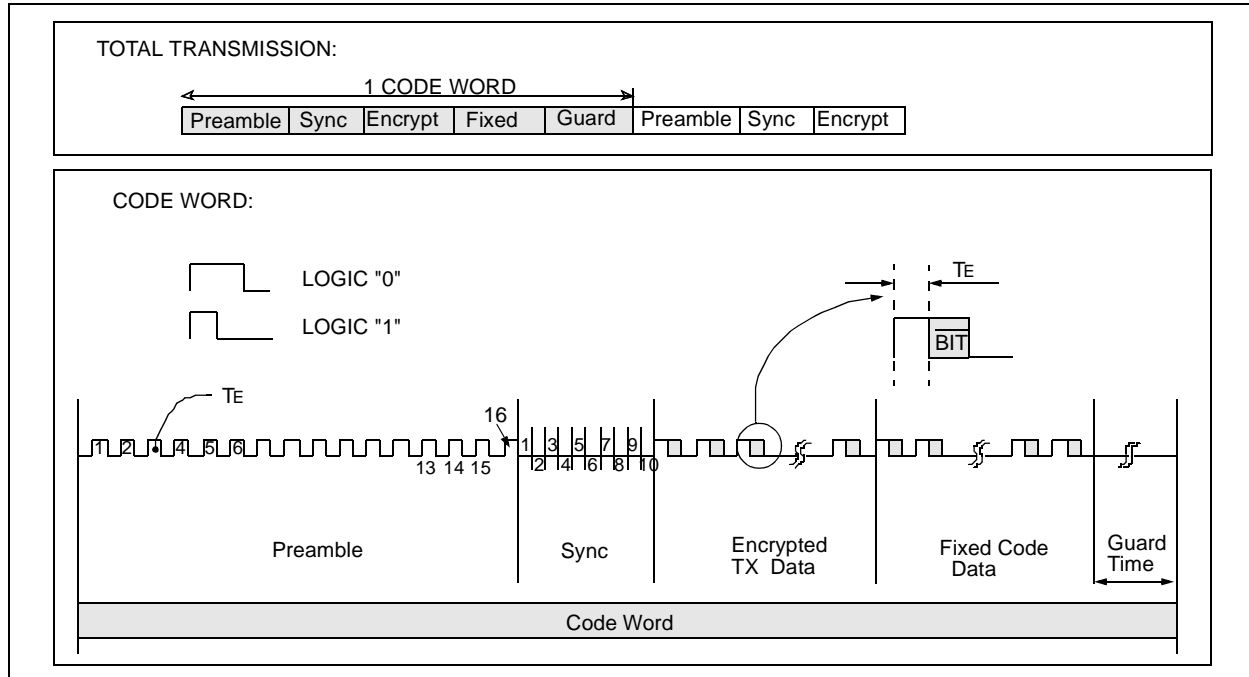 TOTAL TRANSMISSION:
1 CODE WORD
Preamble Sync Encrypt Fixed Guard Preamble Sync Encrypt
CODE WORD:
LOGIC "0"
LOGIC "1"
TE
BIT
TE
16
1 2 4 5 6
13 14 15
1 3 5 7 9
2 4 6 8 10
Preamble
Sync
Encrypted
TX Data
Fixed Code
Data
Guard
Time
Code Word